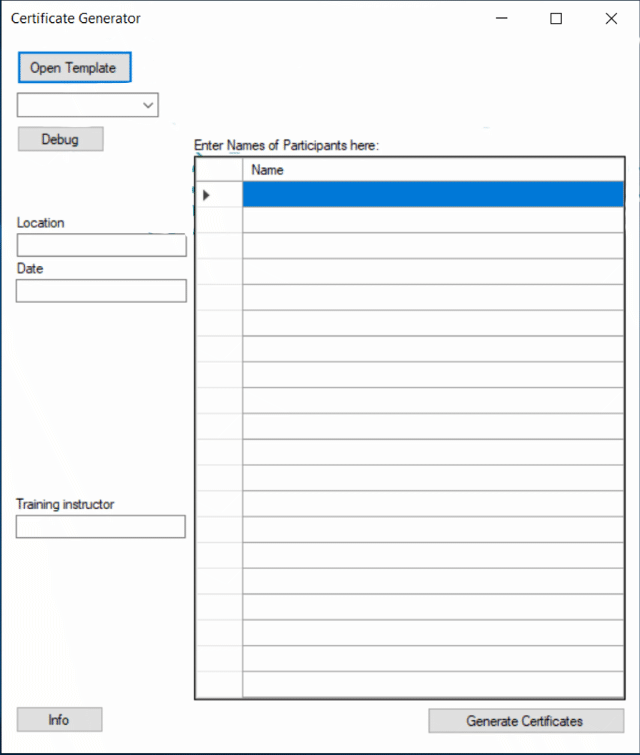 Certificate Generator
Open Template
Debug
Enter Names of Participants here:
Name
Location
Date
Training instructor
Info
Generate Certificates